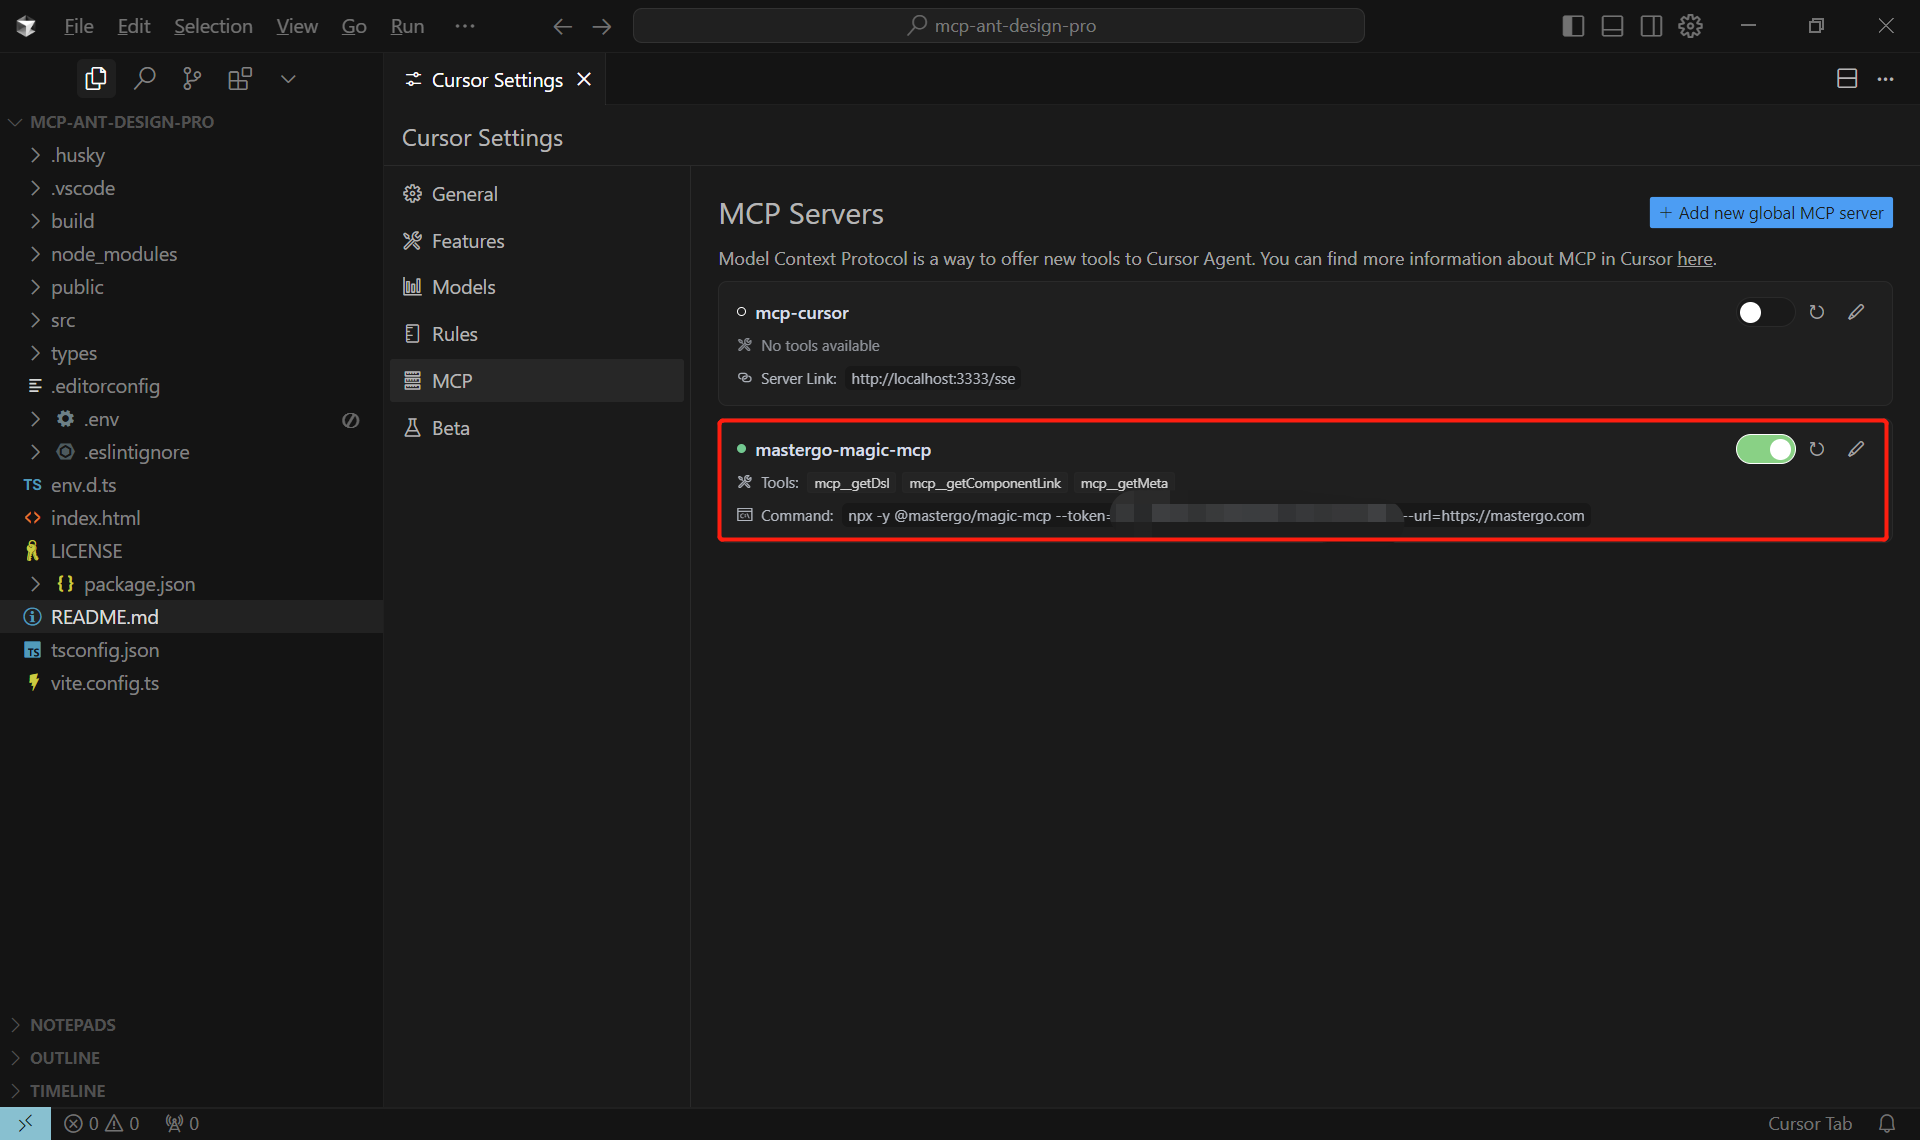 File Edit Selection View Go Run ··· mcp-ant-design-pro
Cursor Settings
MCP-ANT-DESIGN-PRO
.husky
.vscode
build
node_modules
public
src
types
.editorconfig
.env
.eslintignore
TS env.d.ts
index.html
LICENSE
{} package.json
README.md
TS tsconfig.json
vite.config.ts
NOTEPADS
OUTLINE
TIMELINE
Cursor Settings
General
Features
Models
Rules
MCP
Beta
MCP Servers
+ Add new global MCP server
Model Context Protocol is a way to offer new tools to Cursor Agent. You can find more information about MCP in Cursor here.
mcp-cursor
No tools available
Server Link: http://localhost:3333/sse
mastergo-magic-mcp
Tools: mcp__getDsl mcp__getComponentLink mcp__getMeta
Command: npx -y @mastergo/magic-mcp --token= --url=https://mastergo.com
0 0 0
Cursor Tab